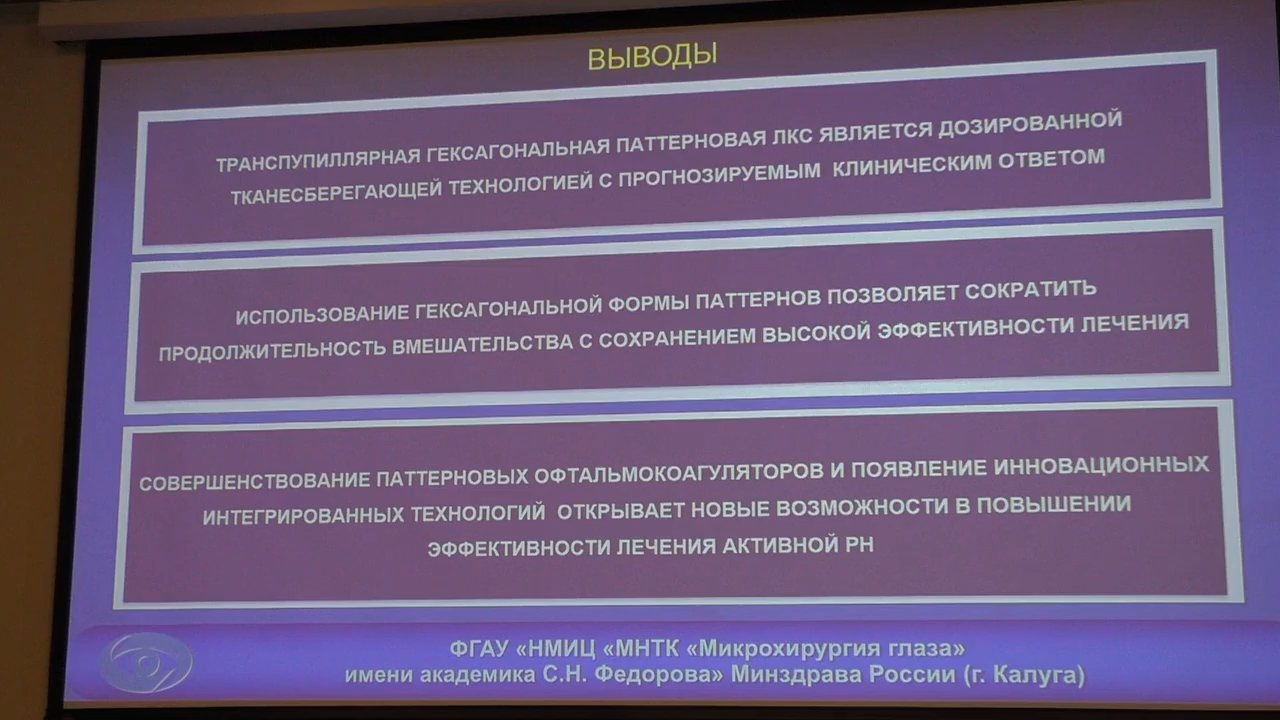 ВЫВОДЫ
ТРАНСПУПИЛЛЯРНАЯ ГЕКСАГОНАЛЬНАЯ ПАТТЕРНОВАЯ ЛКС ЯВЛЯЕТСЯ ДОЗИРОВАННОЙ
ТКАНЕСБЕРЕГАЮЩЕЙ ТЕХНОЛОГИЕЙ С ПРОГНОЗИРУЕМЫМ КЛИНИЧЕСКИМ ОТВЕТОМ
ИСПОЛЬЗОВАНИЕ ГЕКСАГОНАЛЬНОЙ ФОРМЫ ПАТТЕРНОВ ПОЗВОЛЯЕТ СОКРАТИТЬ
ПРОДОЛЖИТЕЛЬНОСТЬ ВМЕШАТЕЛЬСТВА С СОХРАНЕНИЕМ ВЫСОКОЙ ЭФФЕКТИВНОСТИ ЛЕЧЕНИЯ
СОВЕРШЕНСТВОВАНИЕ ПАТТЕРНОВЫХ ОФТАЛЬМОКОАГУЛЯТОРОВ И ПОЯВЛЕНИЕ ИННОВАЦИОННЫХ
ИНТЕГРИРОВАННЫХ ТЕХНОЛОГИЙ ОТКРЫВАЕТ НОВЫЕ ВОЗМОЖНОСТИ В ПОВЫШЕНИИ
ЭФФЕКТИВНОСТИ ЛЕЧЕНИЯ АКТИВНОЙ РН
ФГАУ «НМИЦ «МНТК «Микрохирургия глаза»
имени академика С.Н. Федорова» Минздрава России (г. Калуга)